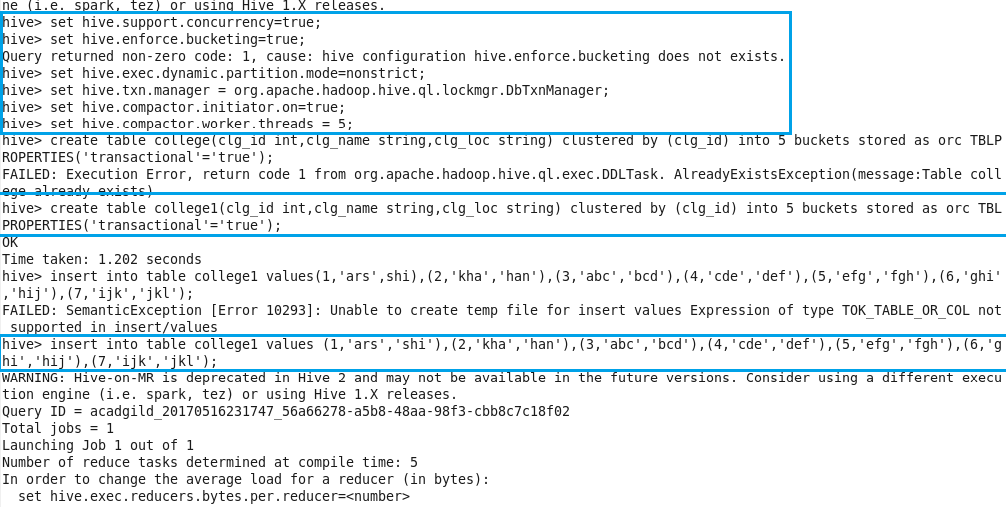 ne (i.e. spark, tez) or using Hive 1.X releases.
hive> set hive.support.concurrency=true;
hive> set hive.enforce.bucketing=true;
Query returned non-zero code: 1, cause: hive configuration hive.enforce.bucketing does not exists.
hive> set hive.exec.dynamic.partition.mode=nonstrict;
hive> set hive.txn.manager = org.apache.hadoop.hive.ql.lockmgr.DbTxnManager;
hive> set hive.compactor.initiator.on=true;
hive> set hive.compactor.worker.threads = 5;
hive> create table college(clg_id int,clg_name string,clg_loc string) clustered by (clg_id) into 5 buckets stored as orc TBLP
ROPERTIES('transactional'='true');
FAILED: Execution Error, return code 1 from org.apache.hadoop.hive.ql.exec.DDLTask. AlreadyExistsException(message:Table coll
ege already exists)
hive> create table college1(clg_id int,clg_name string,clg_loc string) clustered by (clg_id) into 5 buckets stored as orc TBL
PROPERTIES('transactional'='true');
OK
Time taken: 1.202 seconds
hive> insert into table college1 values(1,'ars',shi),(2,'kha','han'),(3,'abc','bcd'),(4,'cde','def'),(5,'efg','fgh'),(6,'ghi'
,'hij'),(7,'ijk','jkl');
FAILED: SemanticException [Error 10293]: Unable to create temp file for insert values Expression of type TOK_TABLE_OR_COL not
 supported in insert/values
hive> insert into table college1 values (1,'ars','shi'),(2,'kha','han'),(3,'abc','bcd'),(4,'cde','def'),(5,'efg','fgh'),(6,'g
hi','hij'),(7,'ijk','jkl');
WARNING: Hive-on-MR is deprecated in Hive 2 and may not be available in the future versions. Consider using a different execu
tion engine (i.e. spark, tez) or using Hive 1.X releases.
Query ID = acadgild_20170516231747_56a66278-a5b8-48aa-98f3-cbb8c7c18f02
Total jobs = 1
Launching Job 1 out of 1
Number of reduce tasks determined at compile time: 5
In order to change the average load for a reducer (in bytes):
  set hive.exec.reducers.bytes.per.reducer=<number>